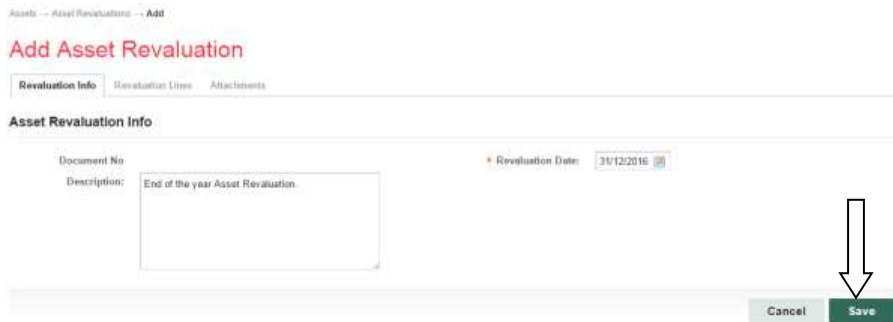 Assets → Asset Revaluations → Add
Add Asset Revaluation
Revaluation Info Revaluation Lines Attachments
Asset Revaluation Info
Document No
* Revaluation Date: 31/12/2016
Description: End of the year Asset Revaluation.
Cancel Save